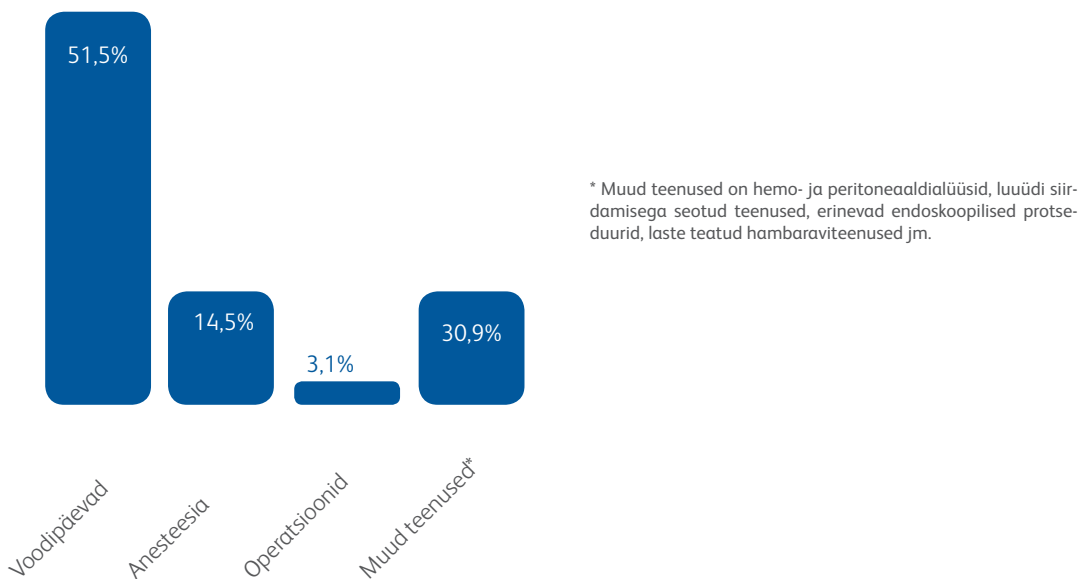 51,5%
14,5%
3,1%
30,9%
Voodipäevad
Anesteesia
Operatsioonid
Muud teenused*
* Muud teenused on hemo- ja peritoneaaldialüüsid, luuüdi siir-
damisega seotud teenused, erinevad endoskoopilised protse-
duurid, laste teatud hambaraviteenused jm.